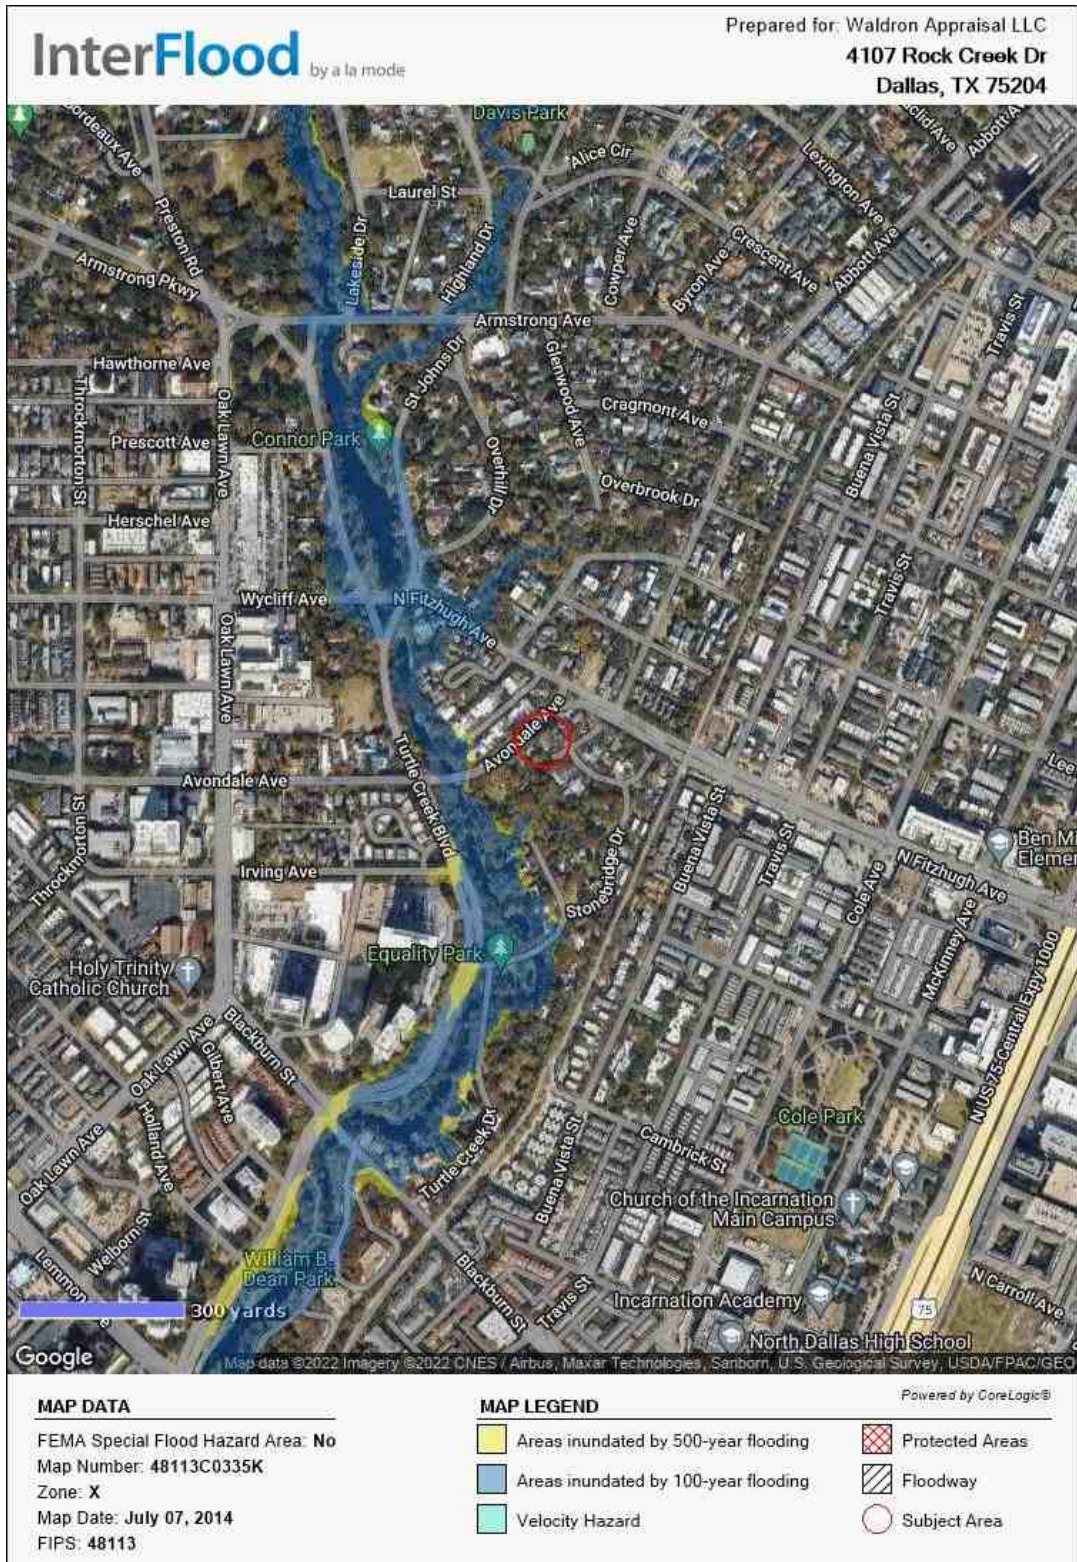 InterFlood by a la mode
Prepared for: Waldron Appraisal LLC
4107 Rock Creek Dr
Dallas, TX 75204
Davis Park
Bordeaux Ave
Alice Cir
Lexington Ave
Abbott A
Laurel St
Preston Rd
Lakeside Dr
Highland Dr
Cowper Ave
Crescent Ave
Byron Ave
Abbott Ave
Armstrong Pkwy
Travis St
Armstrong Ave
Hawthorne Ave
St Johns Dr
Glenwood Ave
Throckmorton St
Oak Lawn Ave
Cragmont Ave
Buena Vista St
Prescott Ave
Connor Park
Overhill Dr
Overbrook Dr
Herschel Ave
Travis St
Wycliff Ave
N Fitzhugh Ave
Oak Lawn Ave
Avondale Ave
Turtle Creek Blvd
Avondale Ave
Lee
Throckmorton St
Buena Vista St
Travis St
Ben Mi
Elemen
Irving Ave
Stonebridge Dr
Cole Ave
N Fitzhugh Ave
McKinney Ave
Equality Park
Holy Trinity
Catholic Church
N US 75-Central Expy 1000
Blackburn St
Oak Lawn Ave
Gilbert Ave
Holland Ave
Cole Park
Oak Lawn Ave
Turtle Creek Dr
Buena Vista St
Cambrick St
Church of the Incarnation
Main Campus
Welborn St
William B.
Dean Park
Lemmon
Blackburn St
Travis St
N Carroll Ave
300 yards
Incarnation Academy
75
North Dallas High School
Google
Map data ©2022 Imagery ©2022 CNES / Airbus, Maxar Technologies, Sanborn, U.S. Geological Survey, USDA/FPAC/GEO
Powered by CoreLogic®
MAP DATA
FEMA Special Flood Hazard Area: No
Map Number: 48113C0335K
Zone: X
Map Date: July 07, 2014
FIPS: 48113
MAP LEGEND
Areas inundated by 500-year flooding
Areas inundated by 100-year flooding
Velocity Hazard
Protected Areas
Floodway
Subject Area